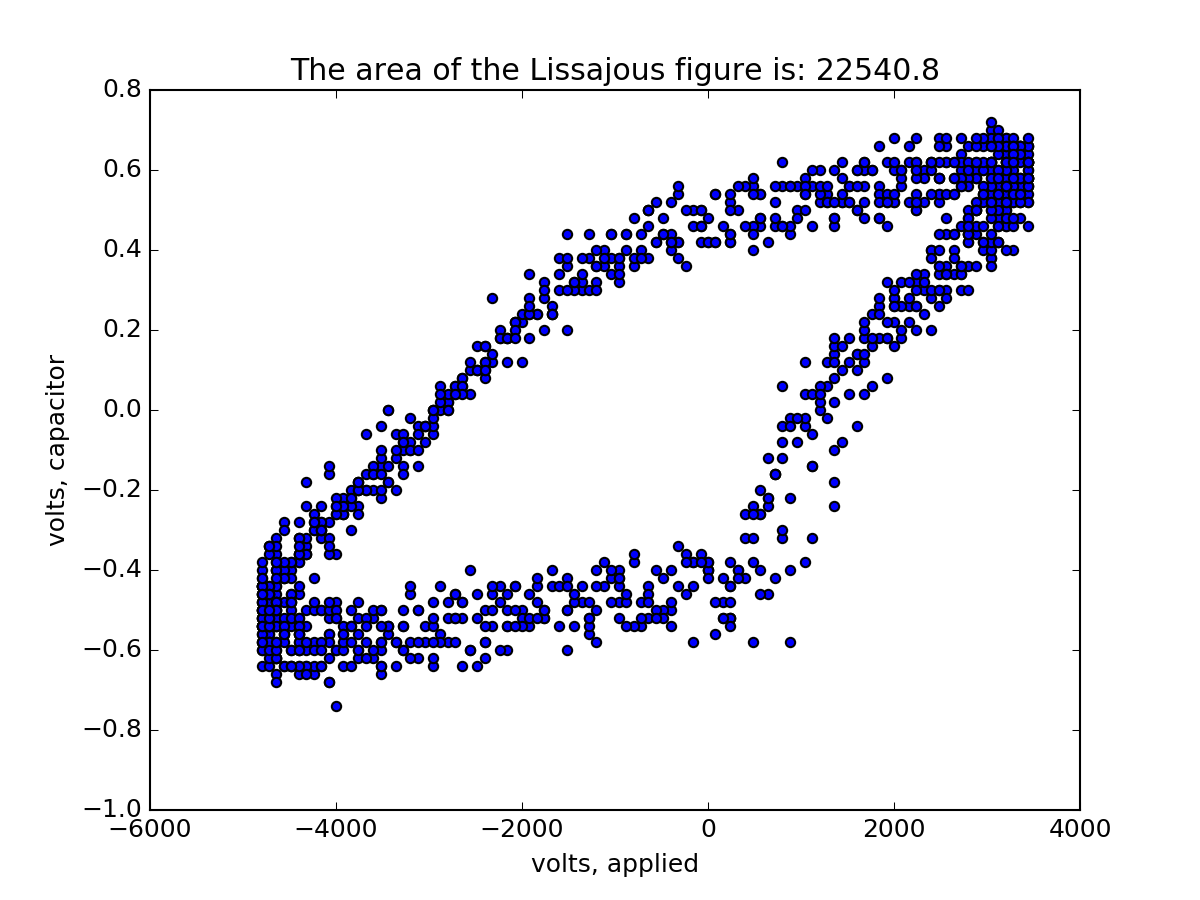 The area of the Lissajous figure is: 22540.8
0.8
0.6
0.4
0.2
0.0
−0.2
−0.4
−0.6
−0.8
−1.0
volts, capacitor
−6000 −4000 −2000 0 2000 4000
volts, applied